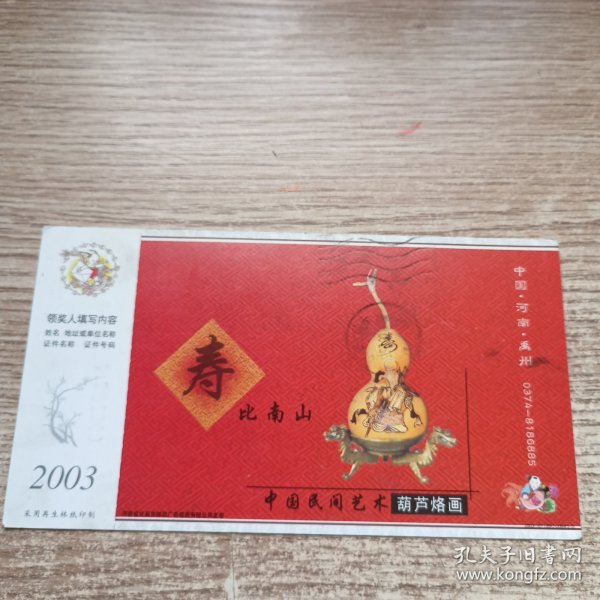 领奖人填写内容
姓名 地址或单位名称
证件名称 证件号码
2003
采用再生林纸印制
寿
比南山
寿
中国民间艺术 葫芦烙画
中国·河南·禹州 0374-8186885
孔夫子旧书网
www.kongfz.com